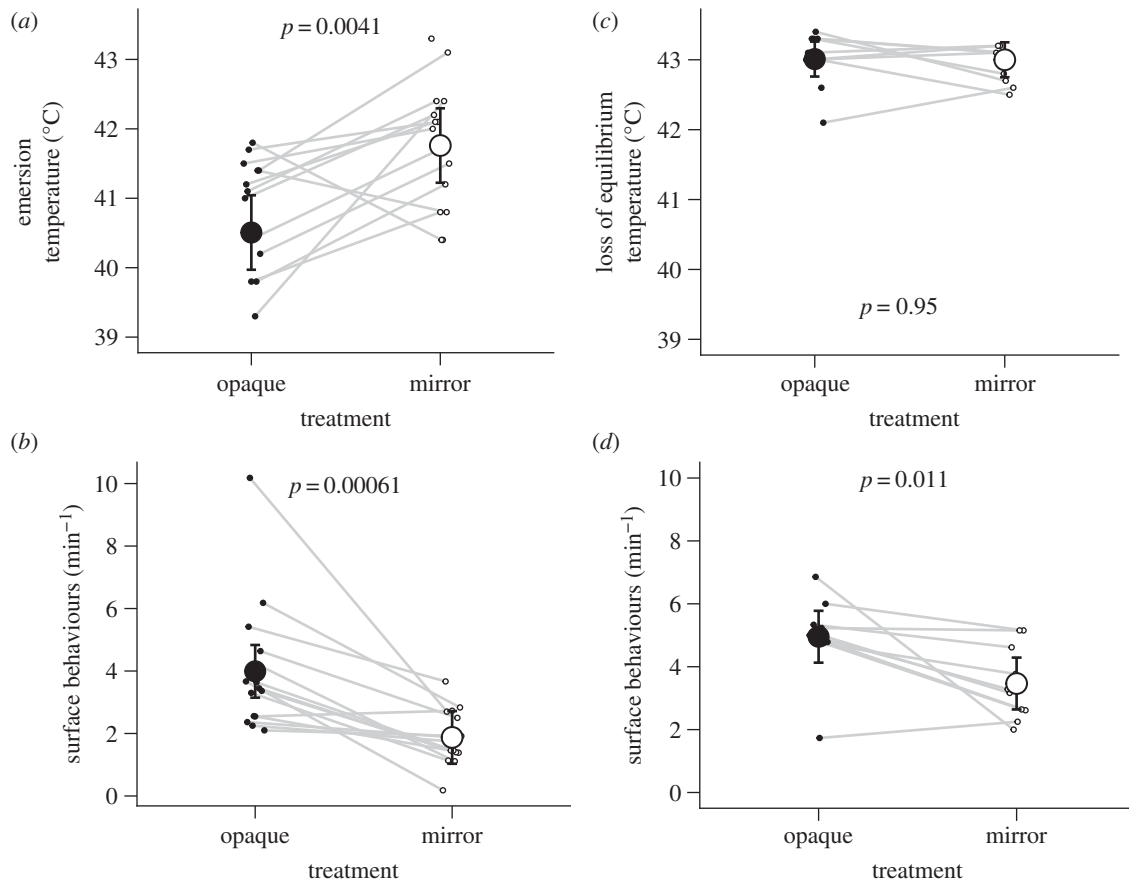 (a)
p = 0.0041
43
42
41
40
39
emersion
temperature (°C)
opaque
mirror
treatment
(c)
43
42
41
40
39
loss of equilibrium
temperature (°C)
p = 0.95
opaque
mirror
treatment
(b)
p = 0.00061
10
8
6
4
2
0
surface behaviours (min⁻¹)
opaque
mirror
treatment
(d)
p = 0.011
10
8
6
4
2
0
surface behaviours (min⁻¹)
opaque
mirror
treatment